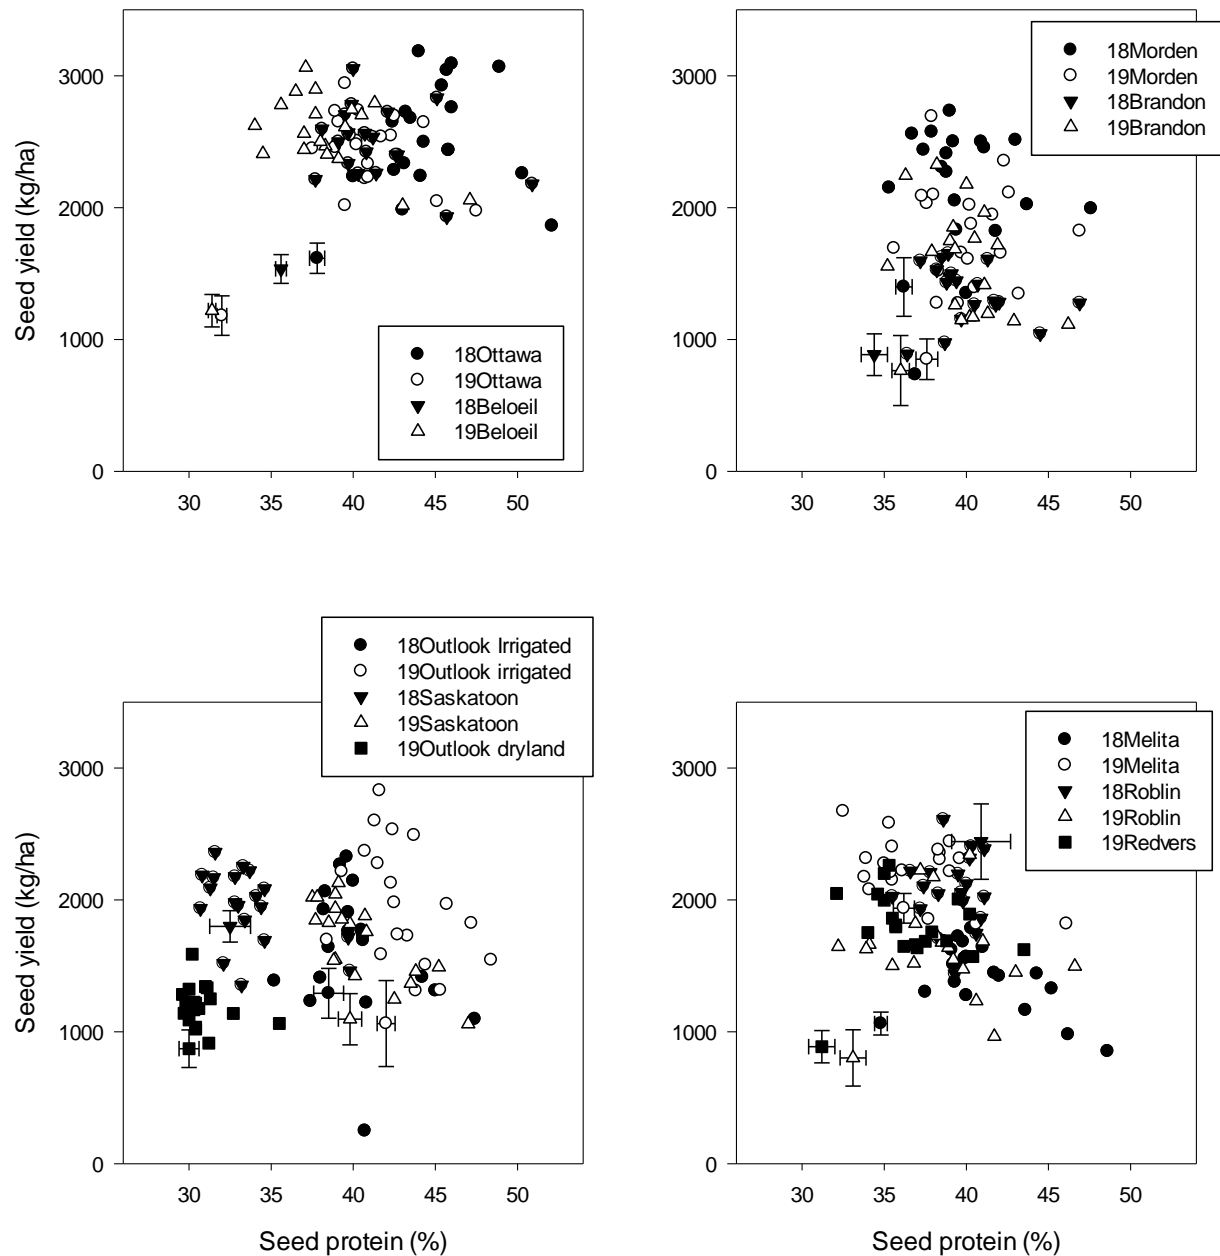 Seed yield (kg/ha)
3000
2000
1000
0
30 35 40 45 50
18Ottawa
19Ottawa
18Beloeil
19Beloeil
30 35 40 45 50
3000
2000
1000
0
18Morden
19Morden
18Brandon
19Brandon
Seed yield (kg/ha)
3000
2000
1000
0
30 35 40 45 50
Seed protein (%)
18Outlook Irrigated
19Outlook irrigated
18Saskatoon
19Saskatoon
19Outlook dryland
3000
2000
1000
0
30 35 40 45 50
Seed protein (%)
18Melita
19Melita
18Roblin
19Roblin
19Redvers